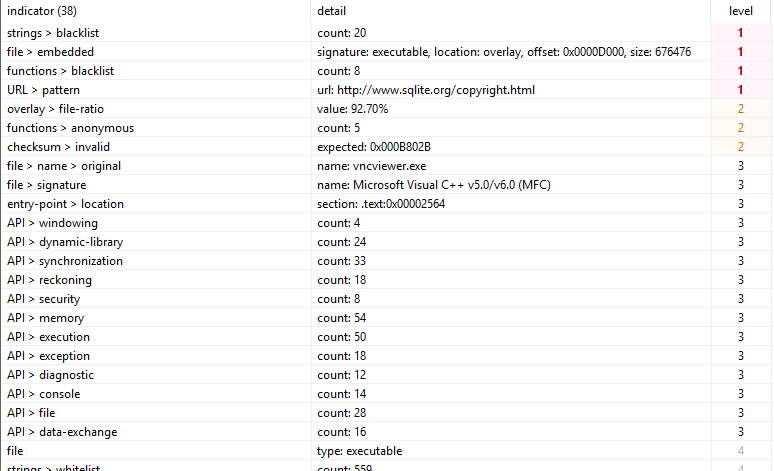 indicator (38) detail level
strings > blacklist count: 20 1
file > embedded signature: executable, location: overlay, offset: 0x0000D000, size: 676476 1
functions > blacklist count: 8 1
URL > pattern url: http://www.sqlite.org/copyright.html 1
overlay > file-ratio value: 92.70% 2
functions > anonymous count: 5 2
checksum > invalid expected: 0x000B802B 2
file > name > original name: vncviewer.exe 3
file > signature name: Microsoft Visual C++ v5.0/v6.0 (MFC) 3
entry-point > location section: .text:0x00002564 3
API > windowing count: 4 3
API > dynamic-library count: 24 3
API > synchronization count: 33 3
API > reckoning count: 18 3
API > security count: 8 3
API > memory count: 54 3
API > execution count: 50 3
API > exception count: 18 3
API > diagnostic count: 12 3
API > console count: 14 3
API > file count: 28 3
API > data-exchange count: 16 3
file type: executable 4
strings > whitelist count: 559 4